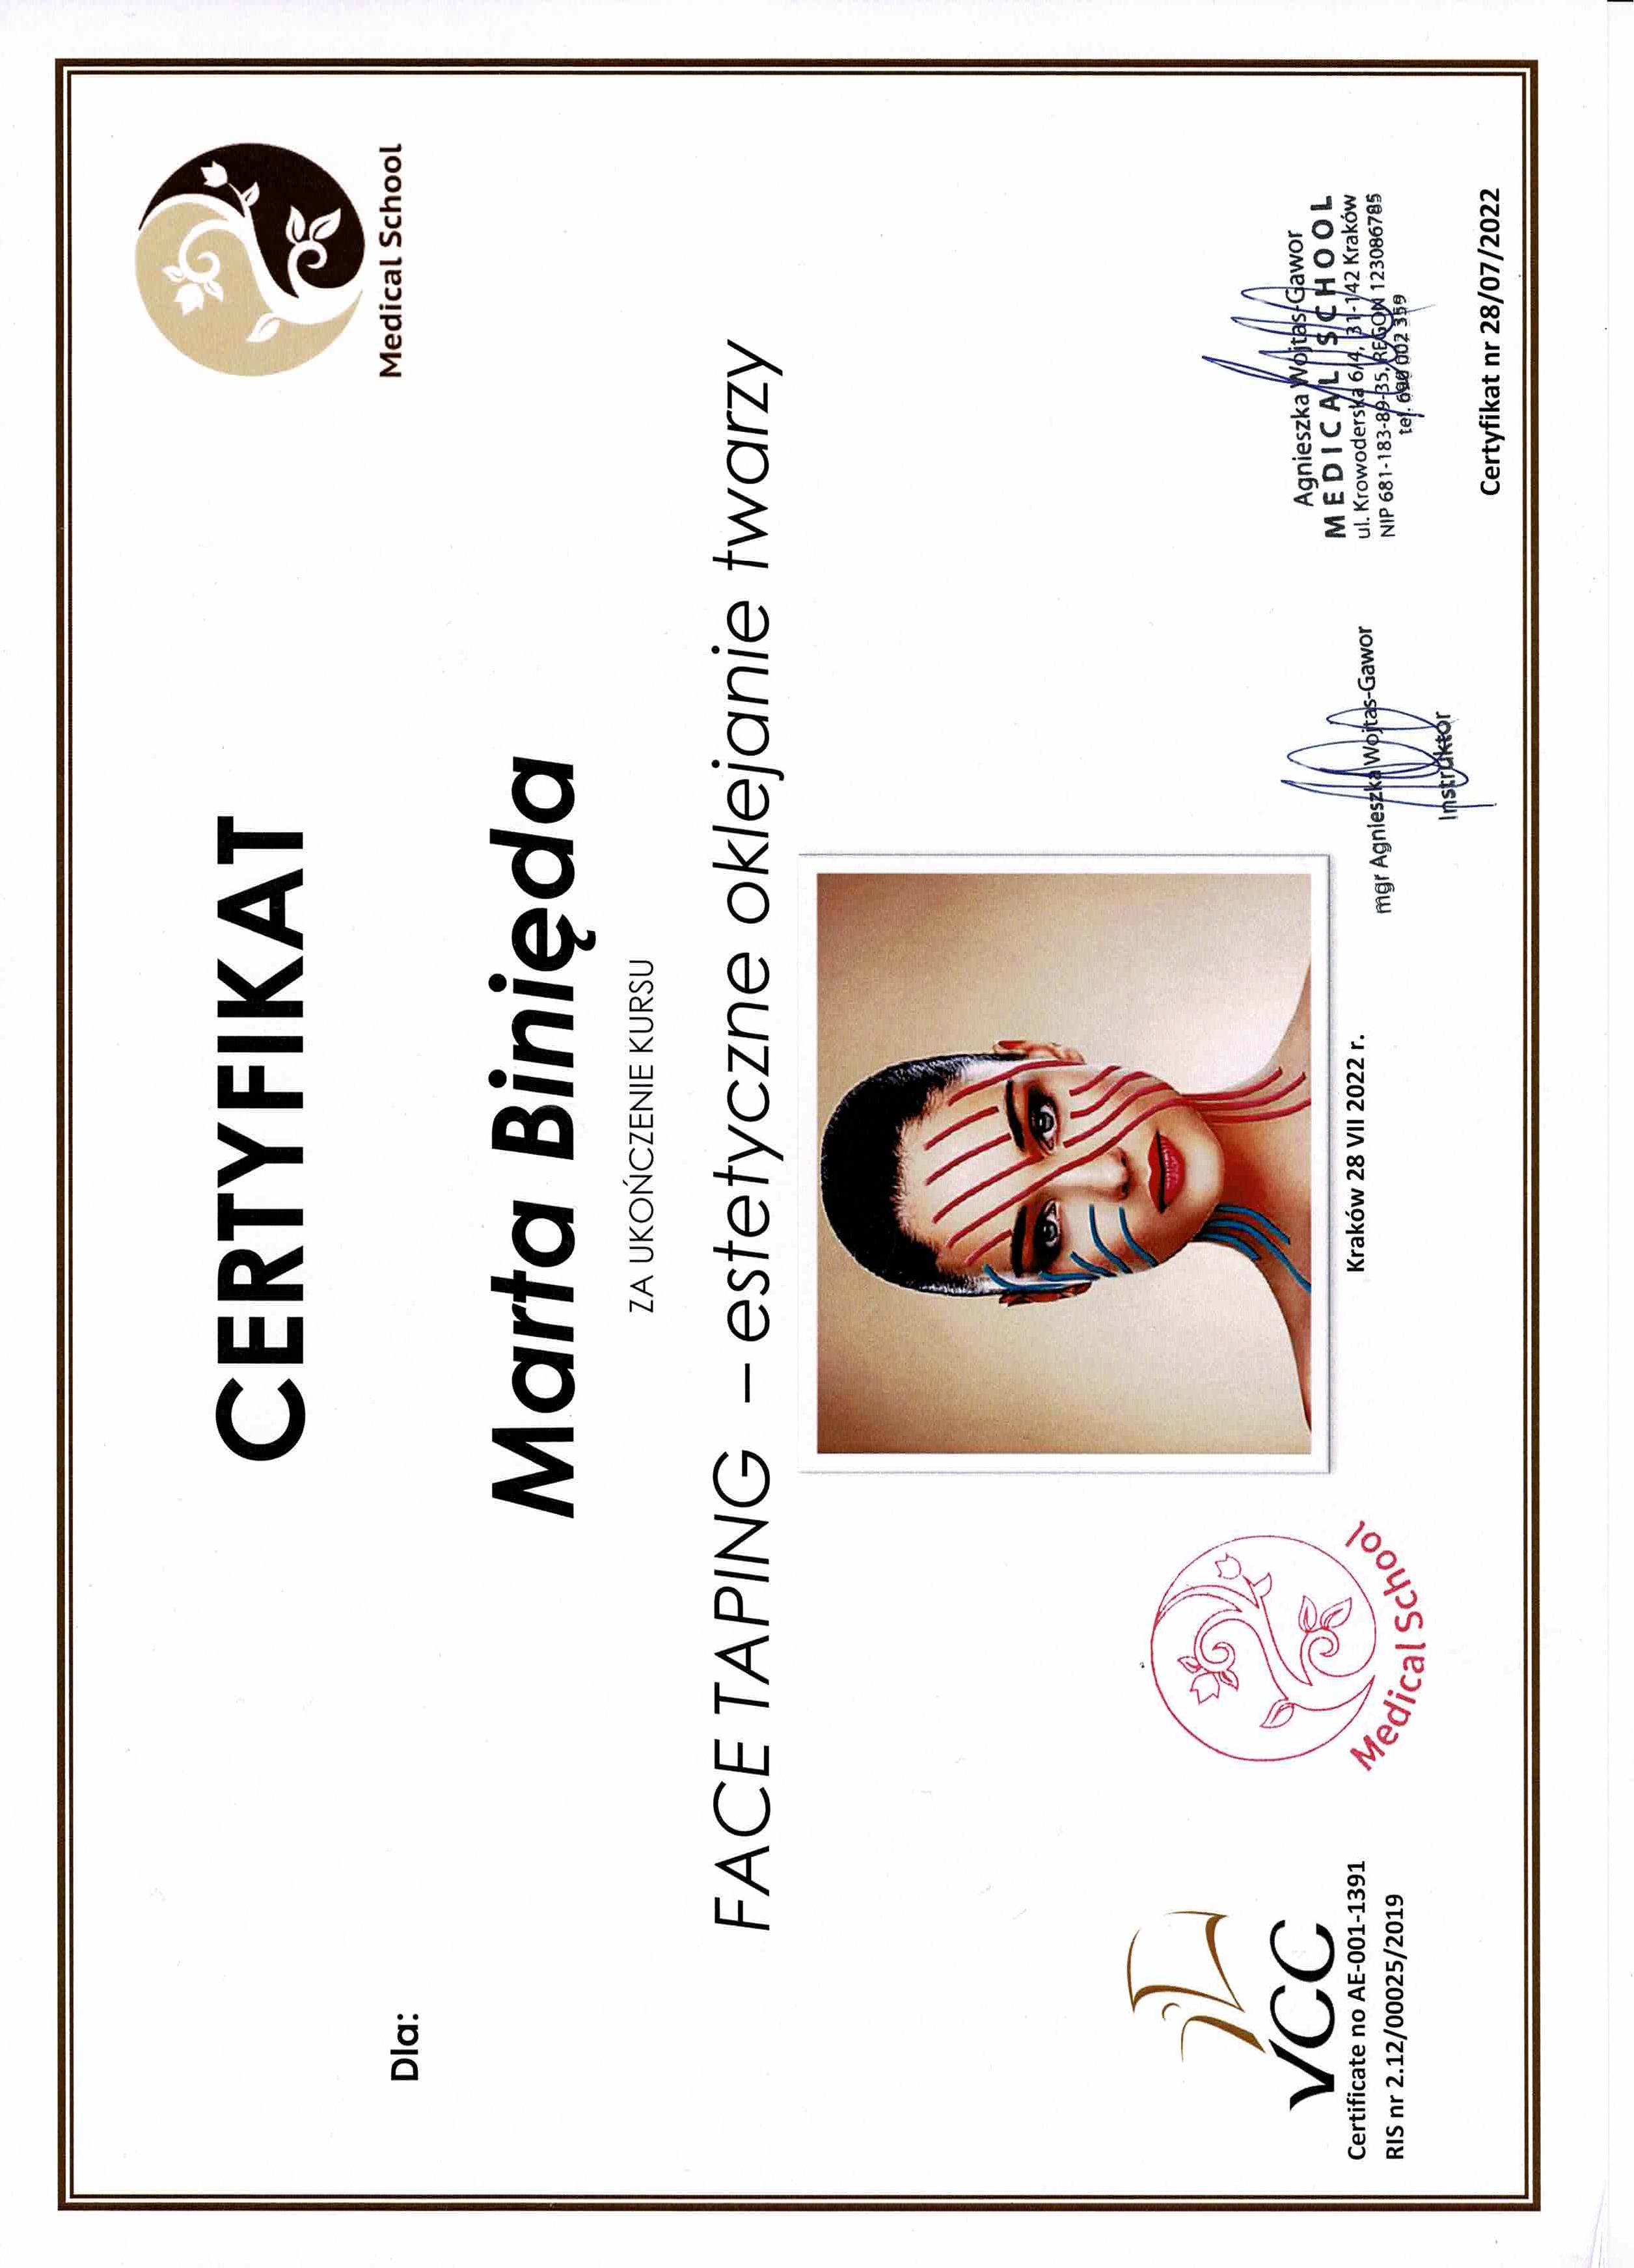 CERTYFIKAT
Medical School
Dla:
Marta Binięda
ZA UKOŃCZENIE KURSU
FACE TAPING – estetyczne oklejanie twarzy
VCC
Certificate no AE-001-1391
RIS nr 2.12/00025/2019
Medical School
Kraków 28 VII 2022 r.
mgr Agnieszka Wojtas-Gawor
Instruktor
Agnieszka Wojtas-Gawor
MEDICAL SCHOOL
ul. Krowoderska 6/4, 31-142 Kraków
NIP 681-183-89-35, REGON 123086785
tel. 690 002 359
Certyfikat nr 28/07/2022